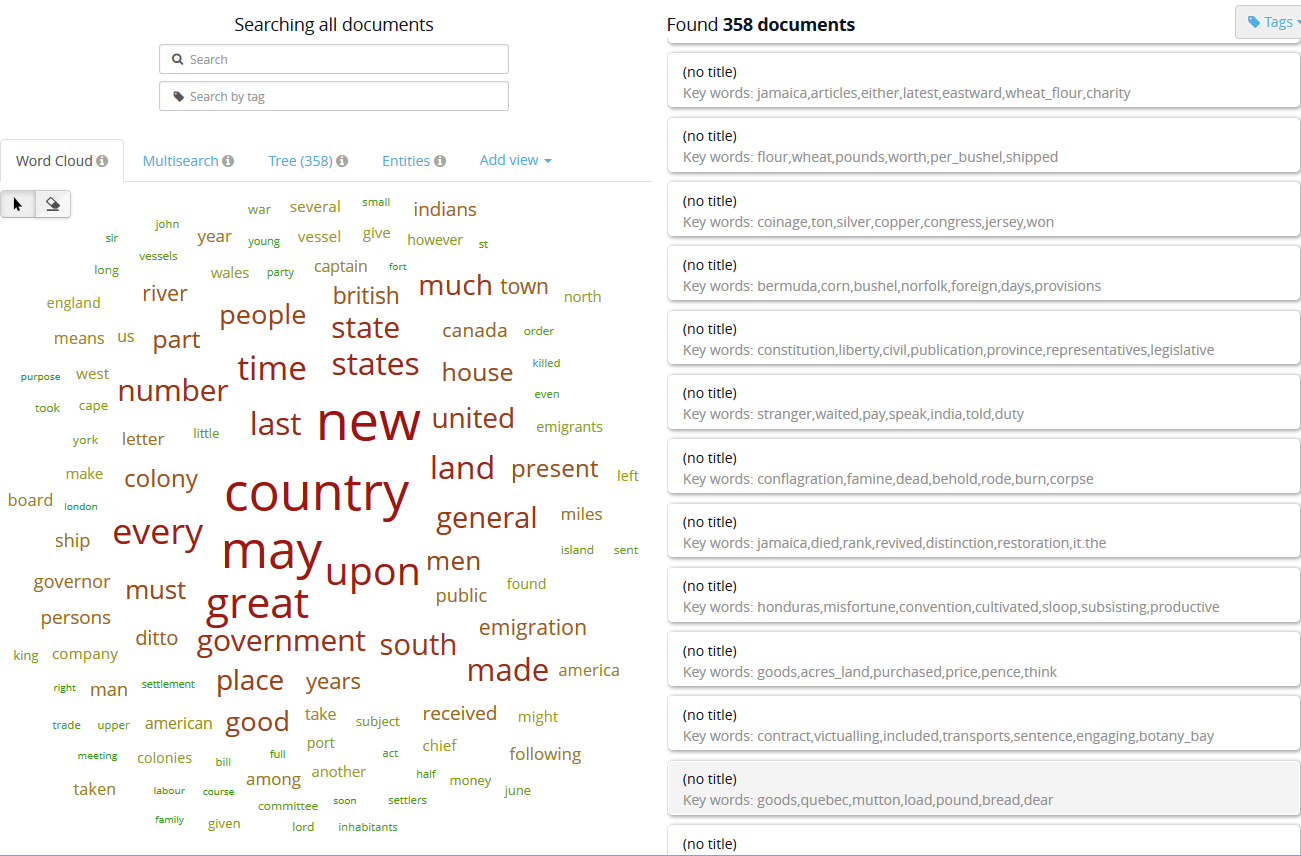 Searching all documents
Search
Search by tag
Word Cloud
Multisearch
Tree (358)
Entities
Add view
war several small indians
john
sir year young vessel give however st
vessels
long wales party captain fort
england river british much town north
means us part people state canada order
purpose west number time states house killed
took cape even
york letter little last new united emigrants
make colony country land present left
board london
ship every general miles
may upon men island sent
governor must great public found
persons
king company ditto government south emigration
right man settlement place years made america
trade upper american good take subject received might
meeting colonies bill full port act chief following
taken labour course among another half money june
committee soon settlers
family given lord inhabitants
Found 358 documents
Tags
(no title)
Key words: jamaica,articles,either,latest,eastward,wheat_flour,charity
(no title)
Key words: flour,wheat,pounds,worth,per_bushel,shipped
(no title)
Key words: coinage,ton,silver,copper,congress,jersey,won
(no title)
Key words: bermuda,corn,bushel,norfolk,foreign,days,provisions
(no title)
Key words: constitution,liberty,civil,publication,province,representatives,legislative
(no title)
Key words: stranger,waited,pay,speak,india,told,duty
(no title)
Key words: conflagration,famine,dead,behold,rode,burn,corpse
(no title)
Key words: jamaica,died,rank,revived,distinction,restoration,it.the
(no title)
Key words: honduras,misfortune,convention,cultivated,sloop,subsisting,productive
(no title)
Key words: goods,acres_land,purchased,price,pence,think
(no title)
Key words: contract,victualling,included,transports,sentence,engaging,botany_bay
(no title)
Key words: goods,quebec,mutton,load,pound,bread,dear
(no title)